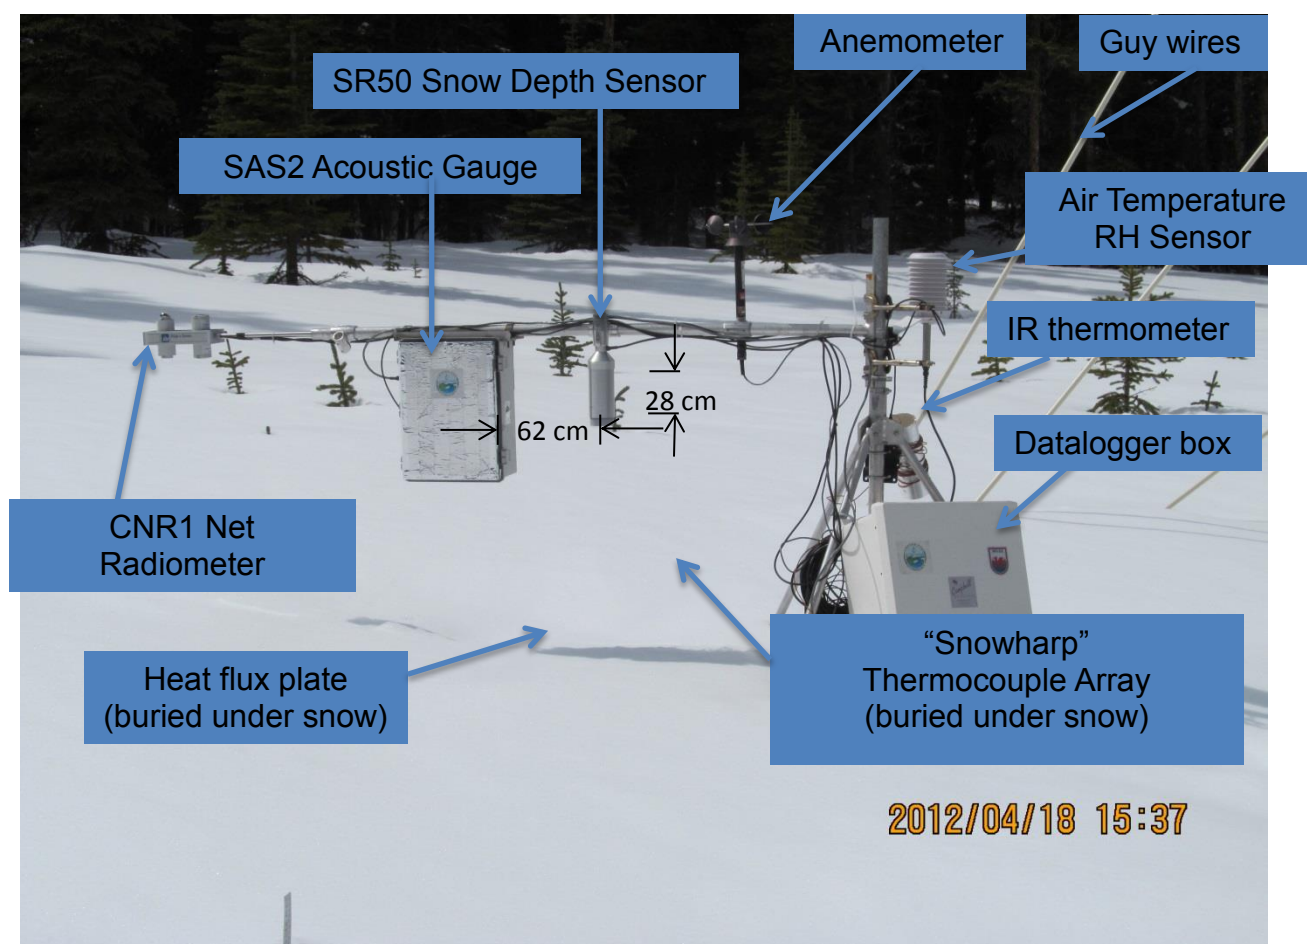 Anemometer
Guy wires
SR50 Snow Depth Sensor
SAS2 Acoustic Gauge
Air Temperature
RH Sensor
IR thermometer
28 cm
62 cm
Datalogger box
CNR1 Net
Radiometer
“Snowharp”
Thermocouple Array
(buried under snow)
Heat flux plate
(buried under snow)
2012/04/18 15:37